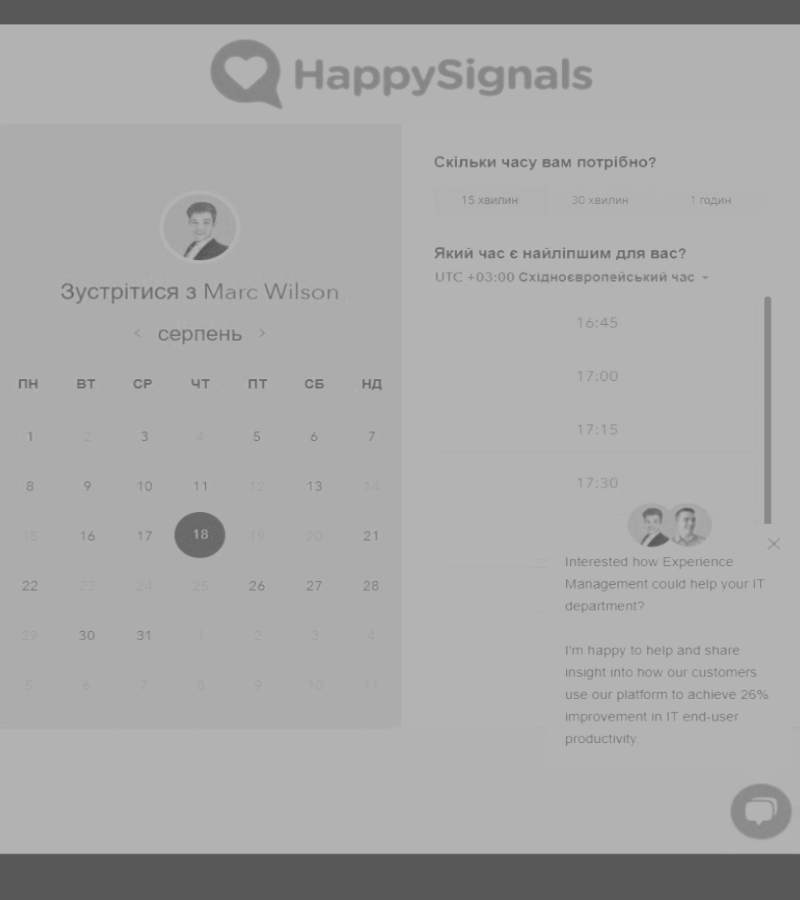 HappySignals
Зустрітися з Marc Wilson
< серпень >
ПН ВТ СР ЧТ ПТ СБ НД
1 2 3 4 5 6 7
8 9 10 11 12 13 14
15 16 17 18 19 20 21
22 23 24 25 26 27 28
29 30 31 1 2 3 4
5 6 7 8 9 10 11
Скільки часу вам потрібно?
15 хвилин 30 хвилин 1 годин
Який час є найліпшим для вас?
UTC +03:00 Східноєвропейський час
16:45
17:00
17:15
17:30
Interested how Experience
Management could help your IT
department?
I'm happy to help and share
insight into how our customers
use our platform to achieve 26%
improvement in IT end-user
productivity.